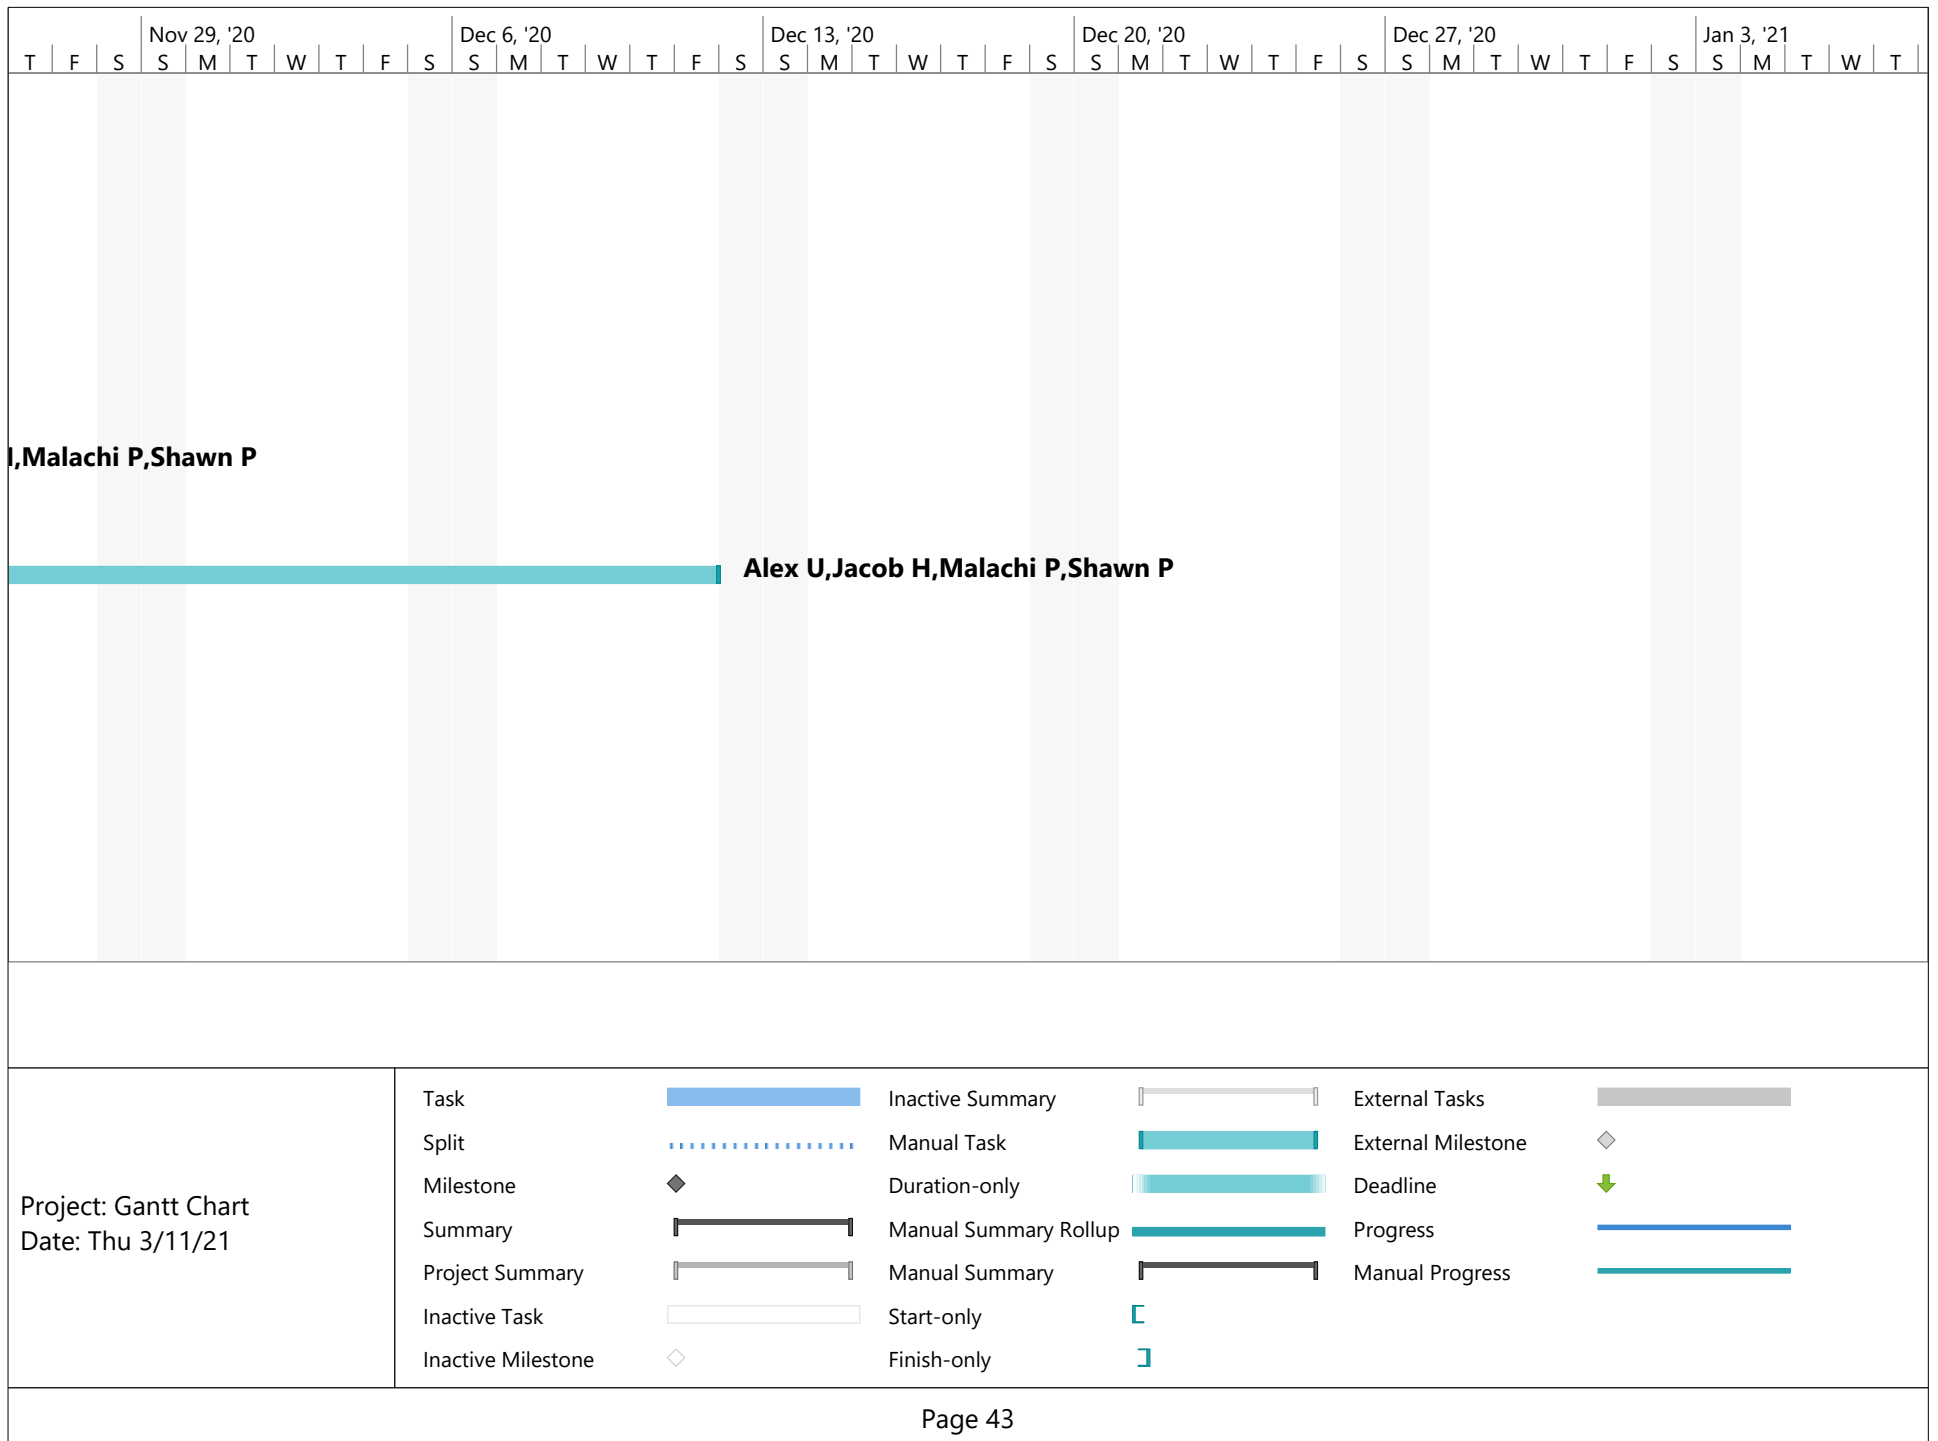 Nov 29, '20 Dec 6, '20 Dec 13, '20 Dec 20, '20 Dec 27, '20 Jan 3, '21
T F S S M T W T F S S M T W T F S S M T W T F S S M T W T F S S M T W T F S S M T W T
,Malachi P,Shawn P
Alex U,Jacob H,Malachi P,Shawn P
Project: Gantt Chart
Date: Thu 3/11/21
Task
Split
Milestone
Summary
Project Summary
Inactive Task
Inactive Milestone
Inactive Summary
Manual Task
Duration-only
Manual Summary Rollup
Manual Summary
Start-only
Finish-only
External Tasks
External Milestone
Deadline
Progress
Manual Progress
Page 43